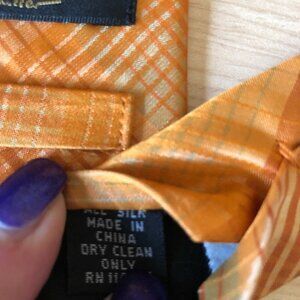 ALL SILK
MADE IN
CHINA
DRY CLEAN
ONLY
RN